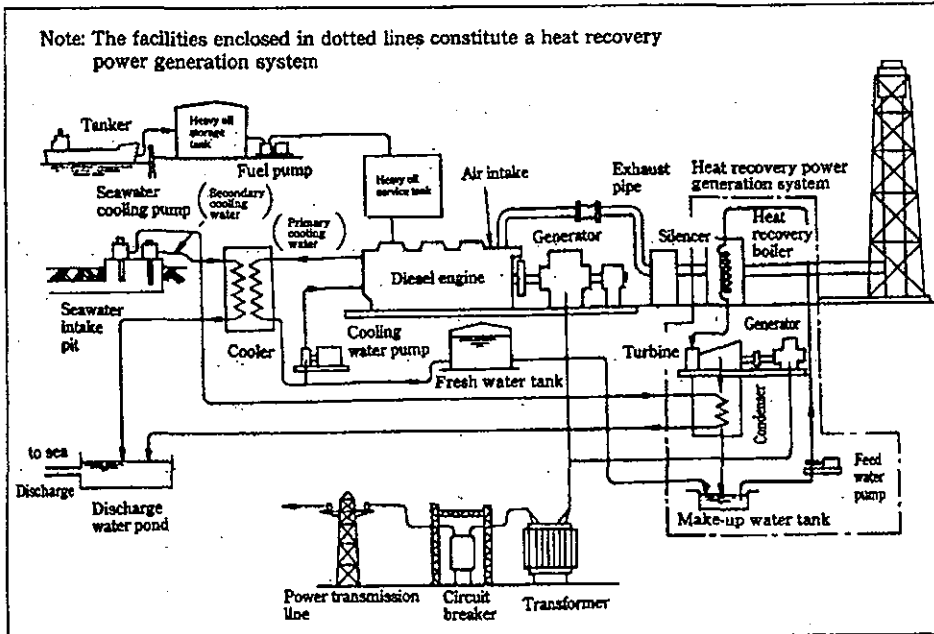 Note: The facilities enclosed in dotted lines constitute a heat recovery
power generation system
Tanker
Heavy oil
storage
tank
Fuel pump
Heavy oil
service tank
Air intake
Exhaust
pipe
Heat recovery power
generation system
Seawater
cooling pump
(Secondary
cooling
water)
(Primary
cooling
water)
Generator
Silencer
Heat
recovery
boiler
Diesel engine
Seawater
intake
pit
Cooler
Cooling
water pump
Fresh water tank
Turbine
Generator
Condenser
to sea
Discharge
Discharge
water pond
Feed
water
pump
Make-up water tank
Power transmission
line
Circuit
breaker
Transformer